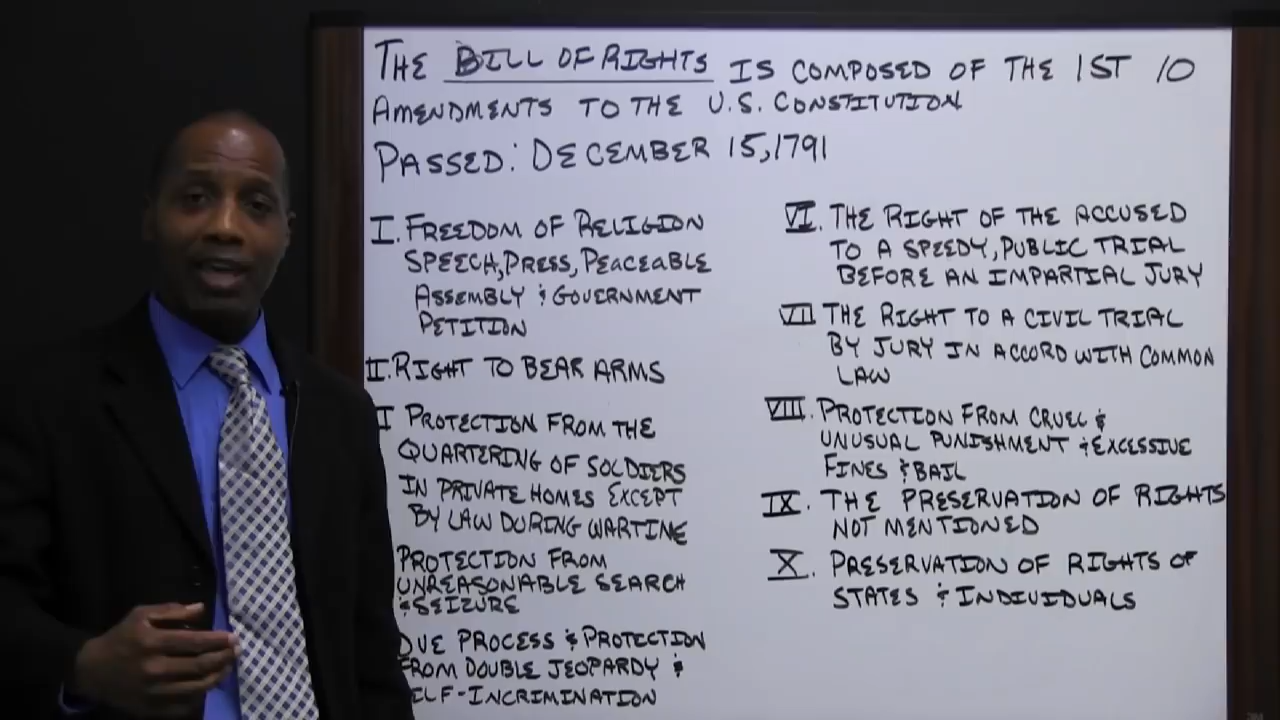 THE BILL OF RIGHTS IS COMPOSED OF THE 1ST 10
AMENDMENTS TO THE U.S. CONSTITUTION
PASSED: DECEMBER 15, 1791
I. FREEDOM OF RELIGION
SPEECH, PRESS, PEACEABLE
ASSEMBLY & GOVERNMENT
PETITION
II. RIGHT TO BEAR ARMS
I PROTECTION FROM THE
QUARTERING OF SOLDIERS
IN PRIVATE HOMES EXCEPT
BY LAW DURING WARTINE
PROTECTION FROM
UNREASONABLE SEARCH
& SEIZURE
DUE PROCESS & PROTECTION
FROM DOUBLE JEOPARDY &
ELF-INCRIMINATION
VI. THE RIGHT OF THE ACCUSED
TO A SPEEDY, PUBLIC TRIAL
BEFORE AN IMPARTIAL JURY
VII THE RIGHT TO A CIVIL TRIAL
BY JURY IN ACCORD WITH COMMON
LAW
VIII. PROTECTION FROM CRUEL &
UNUSUAL PUNISHMENT & EXCESSIVE
FINES & BAIL
IX. THE PRESERVATION OF RIGHTS
NOT MENTIONED
X. PRESERVATION OF RIGHTS OF
STATES & INDIVIDUALS